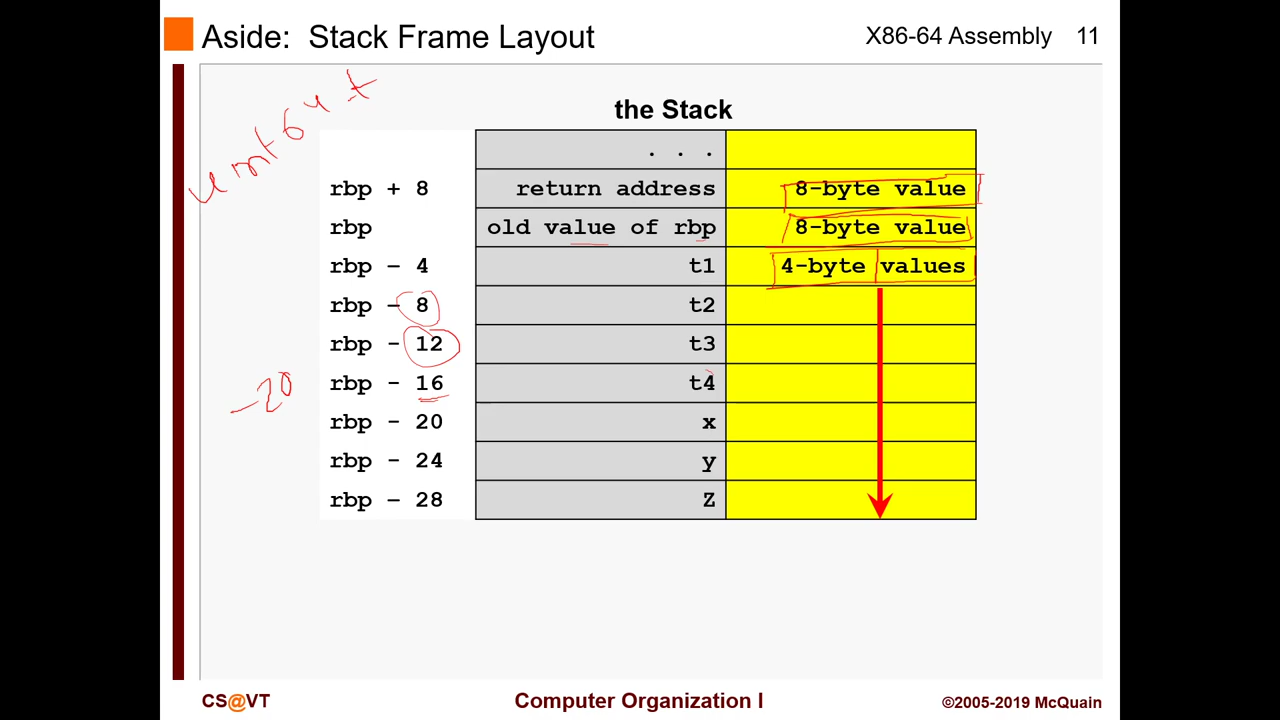 Aside: Stack Frame Layout
X86-64 Assembly 11
uint64_t
the Stack
. . .
rbp + 8 return address 8-byte value
rbp old value of rbp 8-byte value
rbp – 4 t1 4-byte values
rbp – 8 t2
rbp - 12 t3
rbp - 16 t4
-20
rbp - 20 x
rbp - 24 y
rbp – 28 Z
CS@VT
Computer Organization I
©2005-2019 McQuain